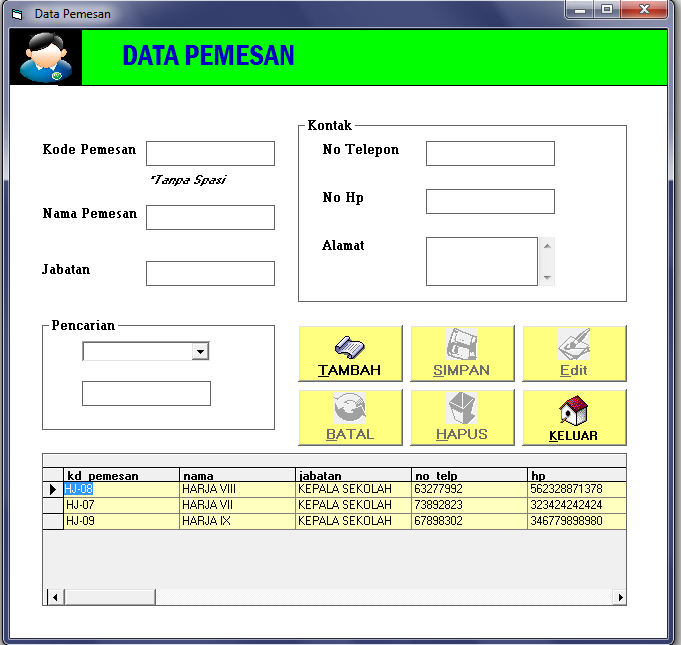 Data Pemesan
DATA PEMESAN
Kode Pemesan
*Tanpa Spasi
Nama Pemesan
Jabatan
Kontak
No Telepon
No Hp
Alamat
Pencarian
TAMBAH SIMPAN Edit
BATAL HAPUS KELUAR
kd_pemesan nama jabatan no_telp hp
HJ-08 HARJA VIII KEPALA SEKOLAH 63277992 562328871378
HJ-07 HARJA VII KEPALA SEKOLAH 73892823 323424242424
HJ-09 HARJA IX KEPALA SEKOLAH 67898302 346779898980